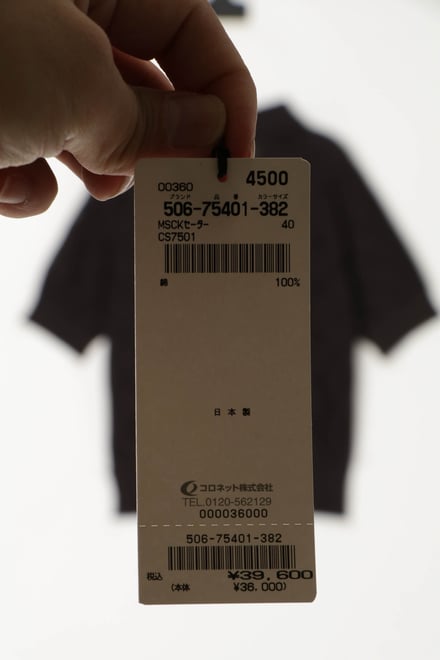 00360 4500
ブランド 品番 カラーサイズ
506-75401-382
MSCKセーター 40
CS7501
綿 100%
日本製
コロネット株式会社
TEL.0120-562129
000036000
506-75401-382
税込 ¥39,600
(本体 ¥36,000)